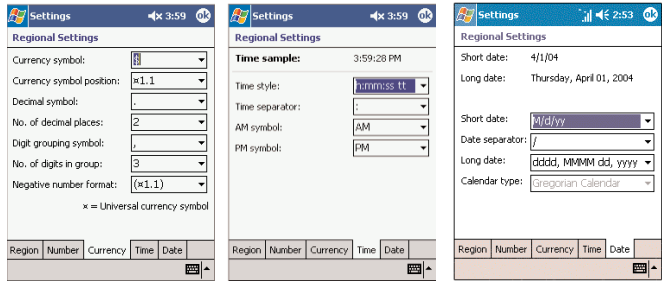 Settings 3:59 ok
Regional Settings
Currency symbol: $
Currency symbol position: ¤1.1
Decimal symbol: .
No. of decimal places: 2
Digit grouping symbol: ,
No. of digits in group: 3
Negative number format: (¤1.1)
¤ = Universal currency symbol
Region Number Currency Time Date
Settings 3:59 ok
Regional Settings
Time sample: 3:59:28 PM
Time style: h:mm:ss tt
Time separator: :
AM symbol: AM
PM symbol: PM
Region Number Currency Time Date
Settings 2:53 ok
Regional Settings
Short date: 4/1/04
Long date: Thursday, April 01, 2004
Short date: M/d/yy
Date separator: /
Long date: dddd, MMMM dd, yyyy
Calendar type: Gregorian Calendar
Region Number Currency Time Date